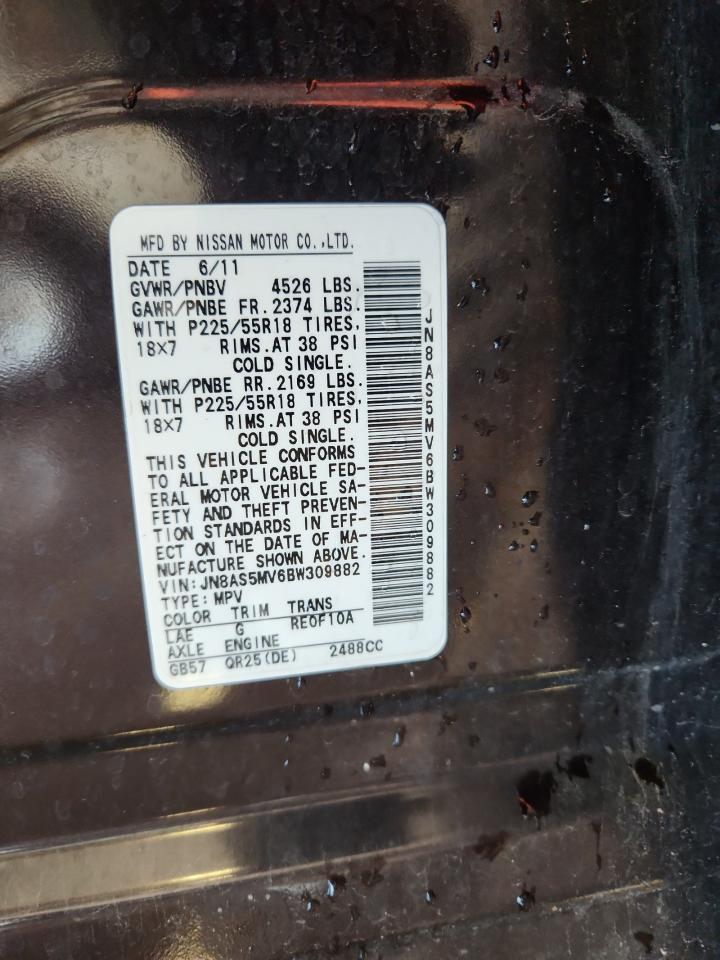 MFD BY NISSAN MOTOR CO.,LTD.
DATE 6/11
GVWR/PNBV 4526 LBS.
GAWR/PNBE FR.2374 LBS.
WITH P225/55R18 TIRES,
18X7 RIMS.AT 38 PSI
COLD SINGLE.
GAWR/PNBE RR.2169 LBS.
WITH P225/55R18 TIRES,
18X7 RIMS.AT 38 PSI
COLD SINGLE.
THIS VEHICLE CONFORMS
TO ALL APPLICABLE FED-
ERAL MOTOR VEHICLE SA-
FETY AND THEFT PREVEN-
TION STANDARDS IN EFF-
ECT ON THE DATE OF MA-
NUFACTURE SHOWN ABOVE.
VIN:JN8AS5MV6BW309882
TYPE:MPV
COLOR TRIM TRANS
LAE G RE0F10A
AXLE ENGINE
GB57 QR25(DE) 2488CC
JN8AS5MV6BW309882